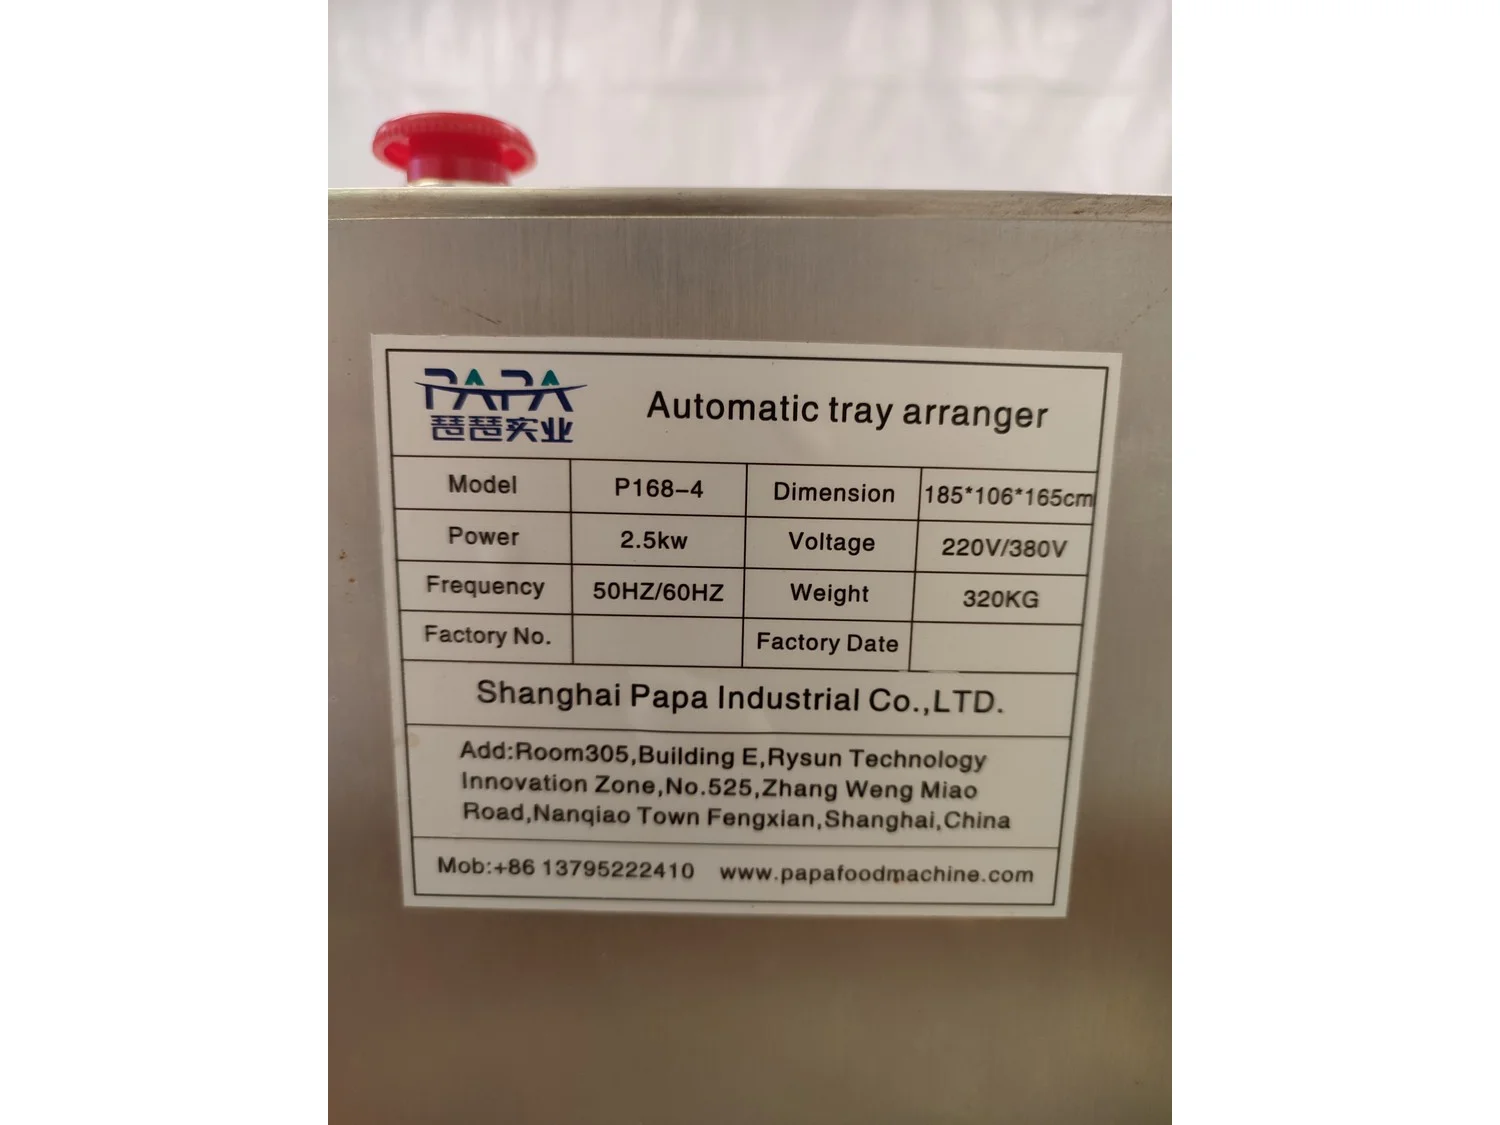 PAPA
琶琶实业
Automatic tray arranger
Model P168-4 Dimension 185*106*165cm
Power 2.5kw Voltage 220V/380V
Frequency 50HZ/60HZ Weight 320KG
Factory No. Factory Date
Shanghai Papa Industrial Co.,LTD.
Add:Room305,Building E,Rysun Technology
Innovation Zone,No.525,Zhang Weng Miao
Road,Nanqiao Town Fengxian,Shanghai,China
Mob:+86 13795222410 www.papafoodmachine.com